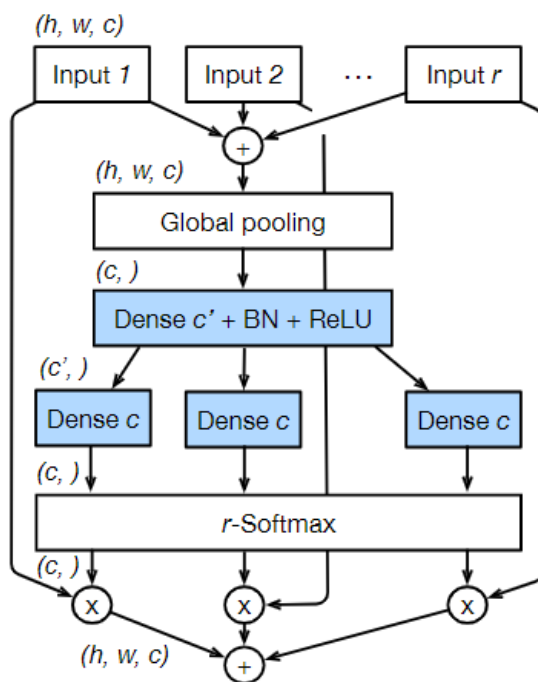 (h, w, c)
Input 1
Input 2
...
Input r
+
(h, w, c)
Global pooling
(c, )
Dense c' + BN + ReLU
(c', )
Dense c
Dense c
Dense c
(c, )
r-Softmax
(c, )
x
x
x
(h, w, c)
+